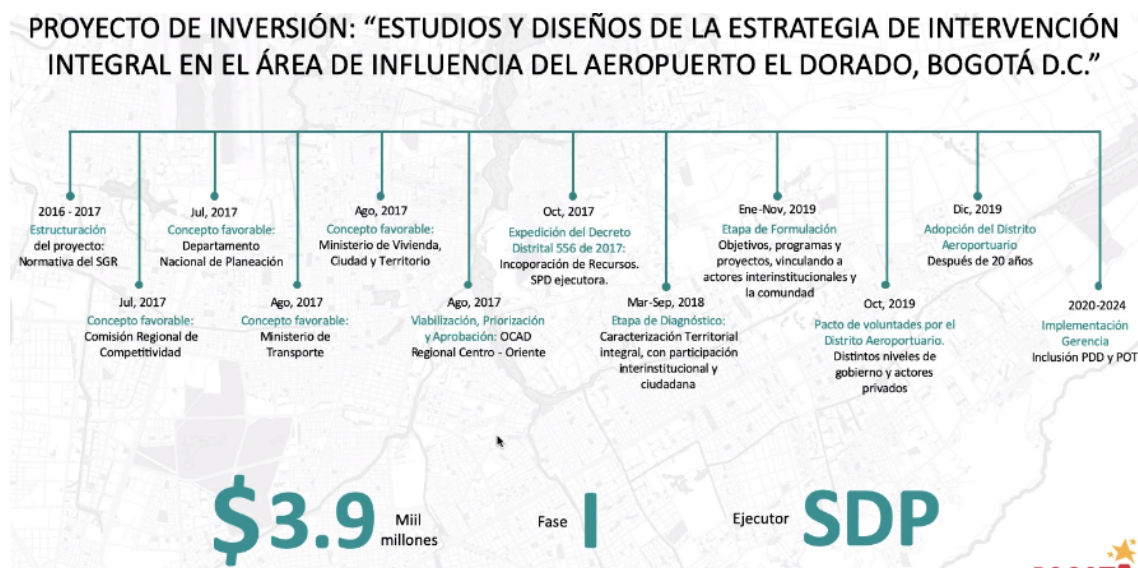 PROYECTO DE INVERSIÓN: “ESTUDIOS Y DISEÑOS DE LA ESTRATEGIA DE INTERVENCIÓN
INTEGRAL EN EL ÁREA DE INFLUENCIA DEL AEROPUERTO EL DORADO, BOGOTÁ D.C.”
2016 - 2017
Estructuración
del proyecto:
Normativa del SGR
Jul, 2017
Concepto favorable:
Comisión Regional de
Competitividad
Jul, 2017
Concepto favorable:
Departamento
Nacional de Planeación
Ago, 2017
Concepto favorable:
Ministerio de
Transporte
Ago, 2017
Concepto favorable:
Ministerio de Vivienda,
Ciudad y Territorio
Ago, 2017
Viabilización, Priorización
y Aprobación: OCAD
Regional Centro - Oriente
Oct, 2017
Expedición del Decreto
Distrital 556 de 2017:
Incoporación de Recursos.
SPD ejecutora.
Mar-Sep, 2018
Etapa de Diagnóstico:
Caracterización Territorial
integral, con participación
interinstitucional y
ciudadana
Ene-Nov, 2019
Etapa de Formulación
Objetivos, programas y
proyectos, vinculando a
actores interinstitucionales y
la comunidad
Oct, 2019
Pacto de voluntades por el
Distrito Aeroportuario.
Distintos niveles de
gobierno y actores
privados
Dic, 2019
Adopción del Distrito
Aeroportuario
Después de 20 años
2020-2024
Implementación
Gerencia
Inclusión PDD y POT
$3.9 Miil
millones
Fase I
Ejecutor SDP